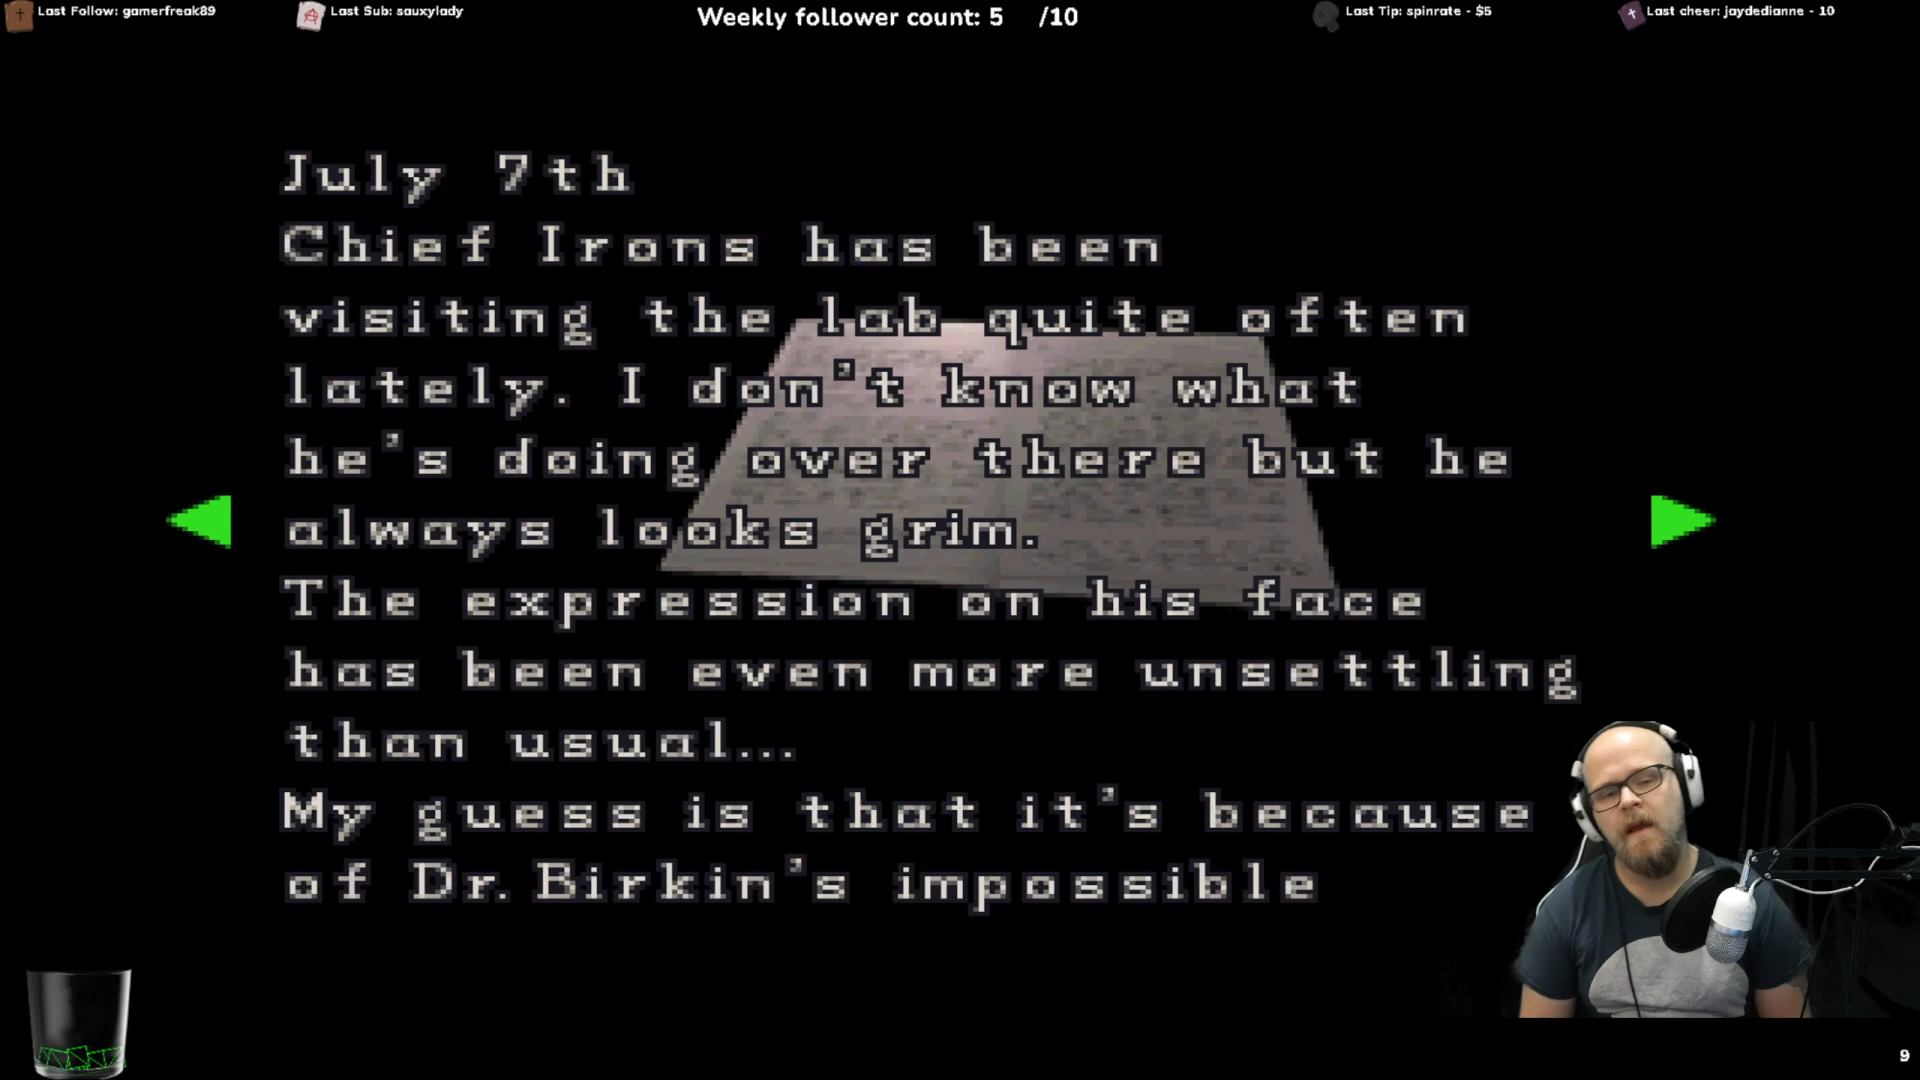 Last Follow: gamerfreak89
Last Sub: sauxylady
Weekly follower count: 5 /10
Last Tip: spinrate - $5
Last cheer: jaydedianne - 10
July 7th
Chief Irons has been
visiting the lab quite often
lately. I don't know what
he's doing over there but he
always looks grim.
The expression on his face
has been even more unsettling
than usual...
My guess is that it's because
of Dr. Birkin's impossible
9